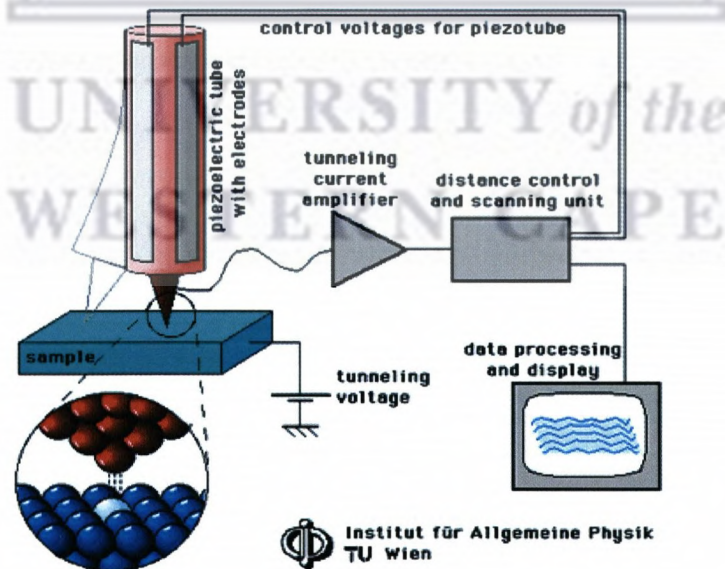 control voltages for piezotube
UNIVERSITY of the
WESTERN CAPE
piezoelectric tube
with electrodes
tunneling
current
amplifier
distance control
and scanning unit
sample
tunneling
voltage
data processing
and display
Institut für Allgemeine Physik
TU Wien